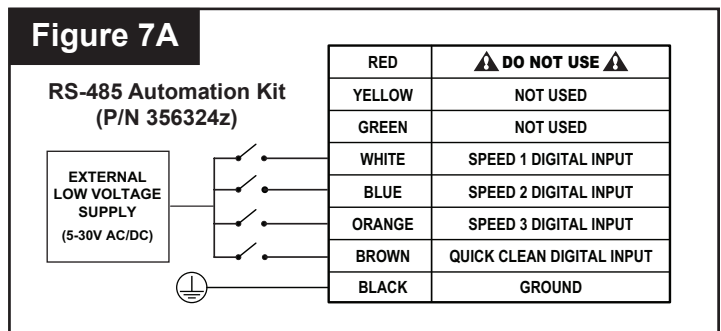 Figure 7A
RS-485 Automation Kit
(P/N 356324z)
EXTERNAL
LOW VOLTAGE
SUPPLY
(5-30V AC/DC)
RED DO NOT USE
YELLOW NOT USED
GREEN NOT USED
WHITE SPEED 1 DIGITAL INPUT
BLUE SPEED 2 DIGITAL INPUT
ORANGE SPEED 3 DIGITAL INPUT
BROWN QUICK CLEAN DIGITAL INPUT
BLACK GROUND